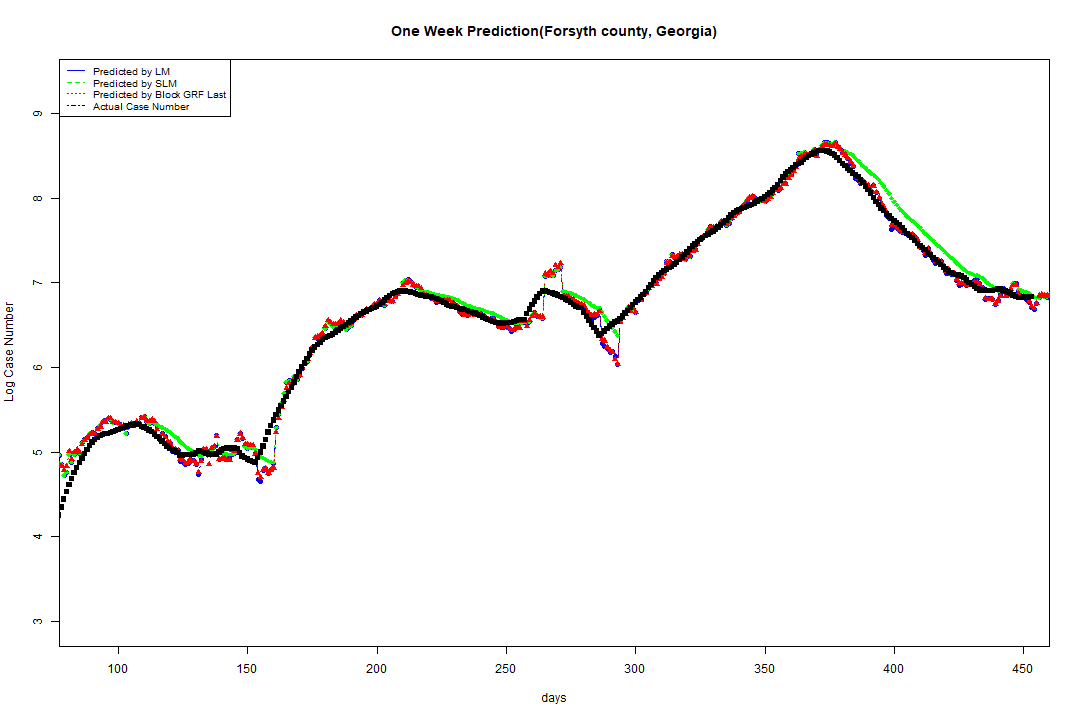 One Week Prediction(Forsyth county, Georgia)
Predicted by LM
Predicted by SLM
Predicted by Block GRF Last
Actual Case Number
9
8
7
6
5
4
3
Log Case Number
100 150 200 250 300 350 400 450
days